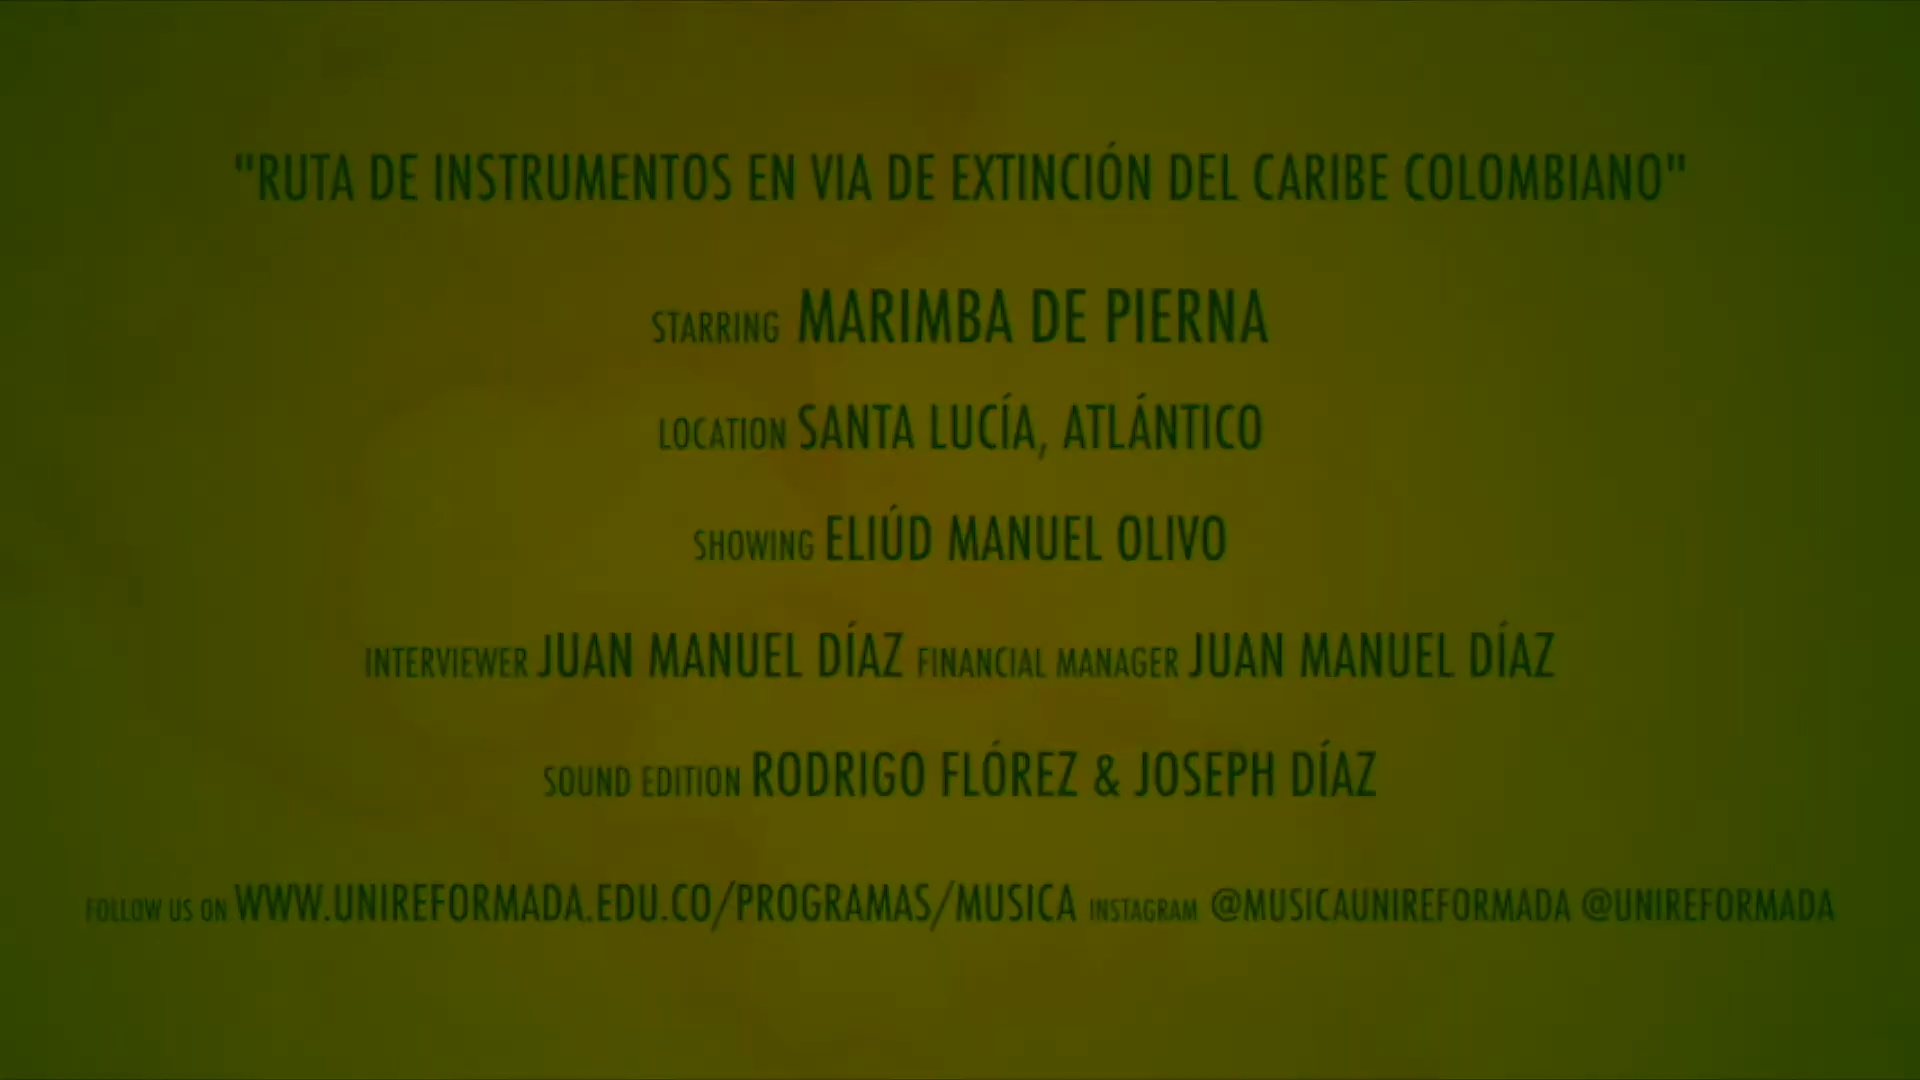 "RUTA DE INSTRUMENTOS EN VIA DE EXTINCIÓN DEL CARIBE COLOMBIANO"
STARRING MARIMBA DE PIERNA
LOCATION SANTA LUCÍA, ATLÁNTICO
SHOWING ELIÚD MANUEL OLIVO
INTERVIEWER JUAN MANUEL DÍAZ FINANCIAL MANAGER JUAN MANUEL DÍAZ
SOUND EDITION RODRIGO FLÓREZ & JOSEPH DÍAZ
FOLLOW US ON WWW.UNIREFORMADA.EDU.CO/PROGRAMAS/MUSICA INSTAGRAM @MUSICAUNIREFORMADA @UNIREFORMADA